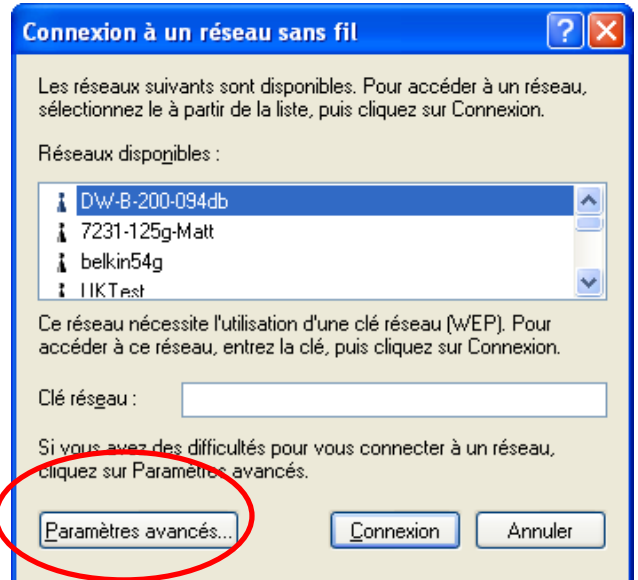 Connexion à un réseau sans fil
Les réseaux suivants sont disponibles. Pour accéder à un réseau,
sélectionnez le à partir de la liste, puis cliquez sur Connexion.
Réseaux disponibles :
DW-B-200-094db
7231-125g-Matt
belkin54g
UKTest
Ce réseau nécessite l'utilisation d'une clé réseau (WEP). Pour
accéder à ce réseau, entrez la clé, puis cliquez sur Connexion.
Clé réseau :
Si vous avez des difficultés pour vous connecter à un réseau,
cliquez sur Paramètres avancés.
Paramètres avancés... Connexion Annuler